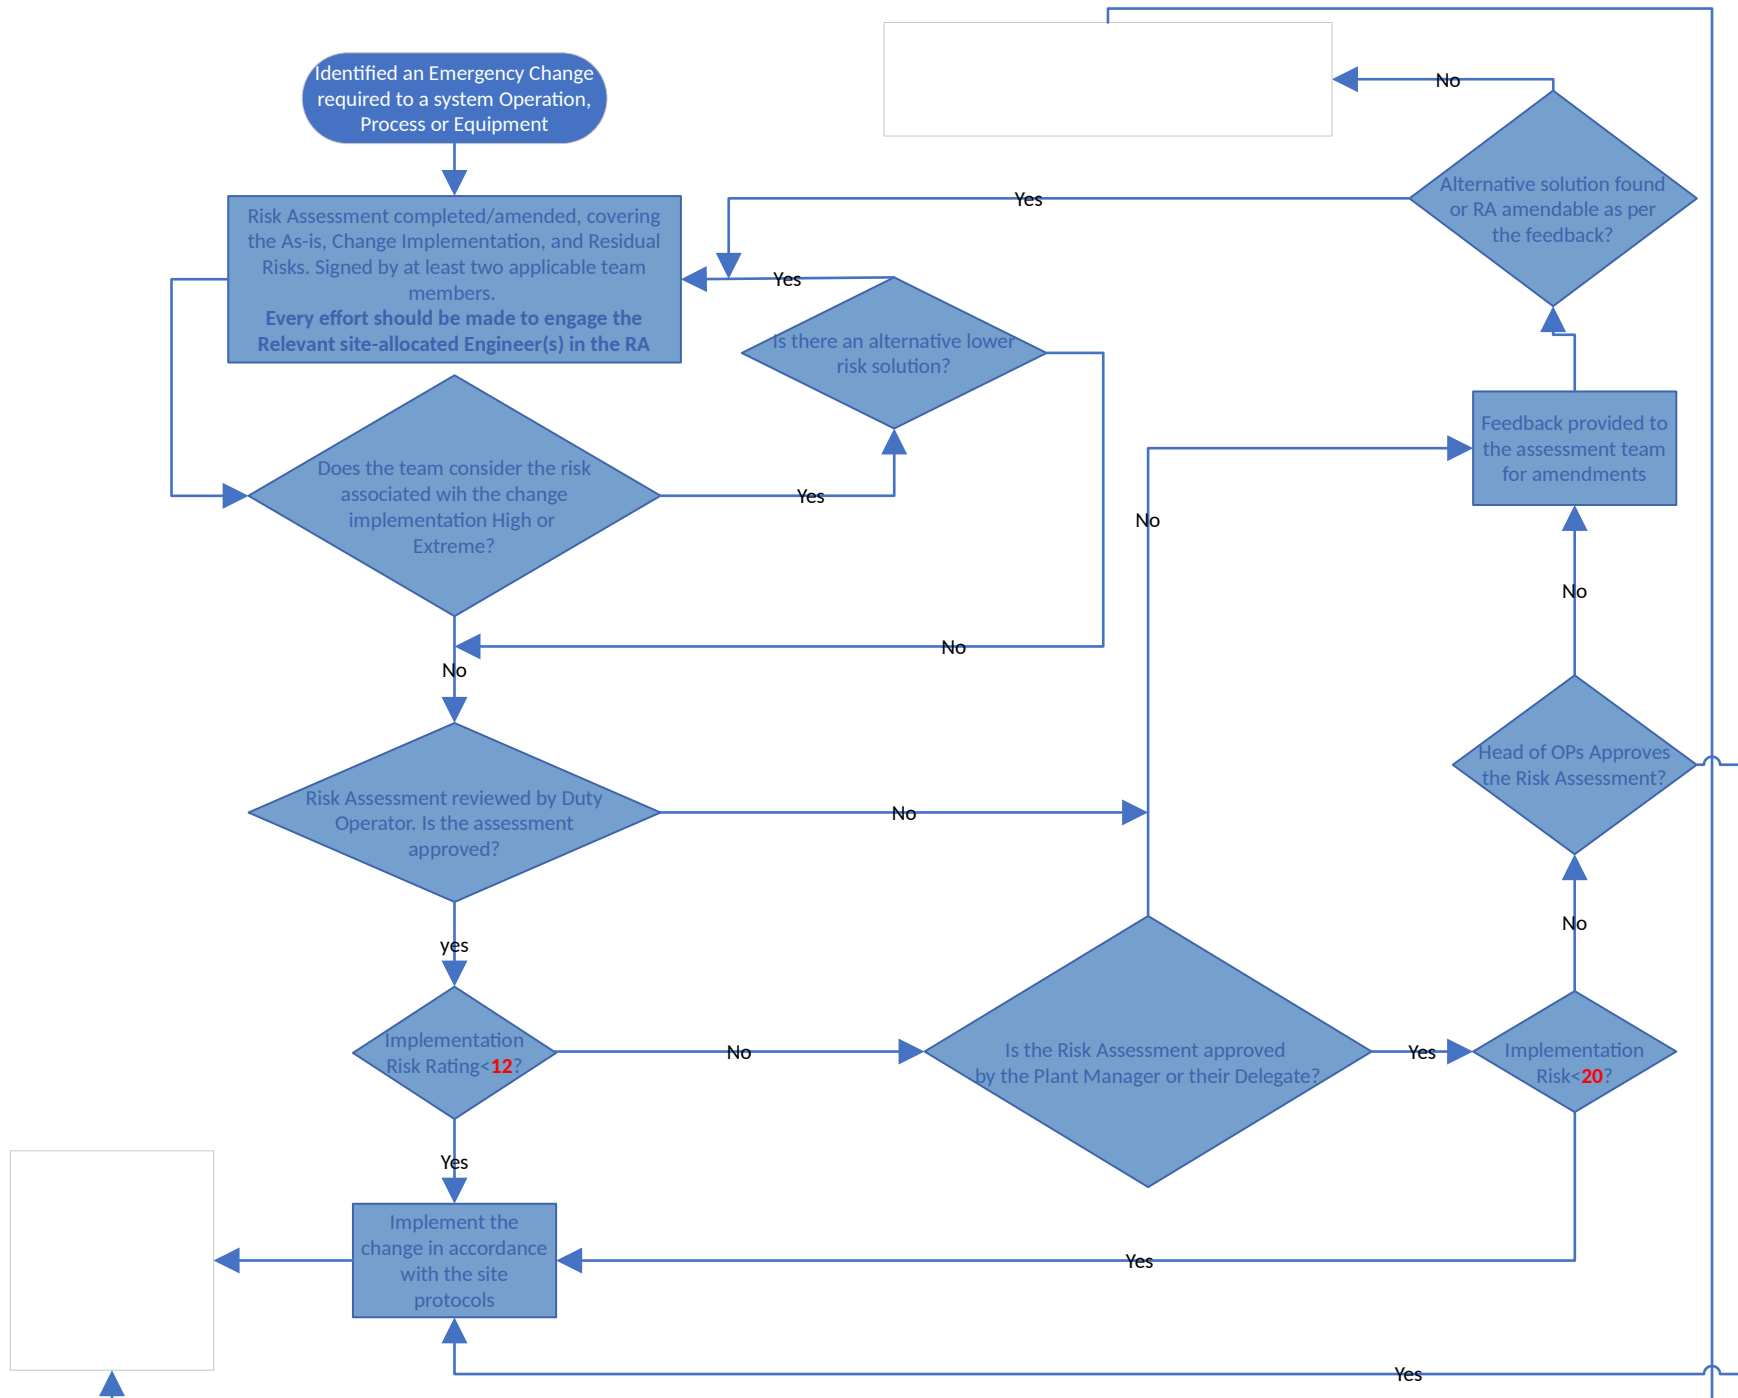 Identified an Emergency Change
required to a system Operation,
Process or Equipment
No
Alternative solution found
or RA amendable as per
the feedback?
Yes
Risk Assessment completed/amended, covering
the As-is, Change Implementation, and Residual
Risks. Signed by at least two applicable team
members.
Every effort should be made to engage the
Relevant site-allocated Engineer(s) in the RA
Yes
Is there an alternative lower
risk solution?
Feedback provided to
the assessment team
for amendments
Does the team consider the risk
associated wih the change
implementation High or
Extreme?
Yes
No
No
No
No
Head of OPs Approves
the Risk Assessment?
Risk Assessment reviewed by Duty
Operator. Is the assessment
approved?
No
No
yes
Implementation
Risk Rating<12?
No
Is the Risk Assessment approved
by the Plant Manager or their Delegate?
Yes
Implementation
Risk<20?
Yes
Implement the
change in accordance
with the site
protocols
Yes
Yes